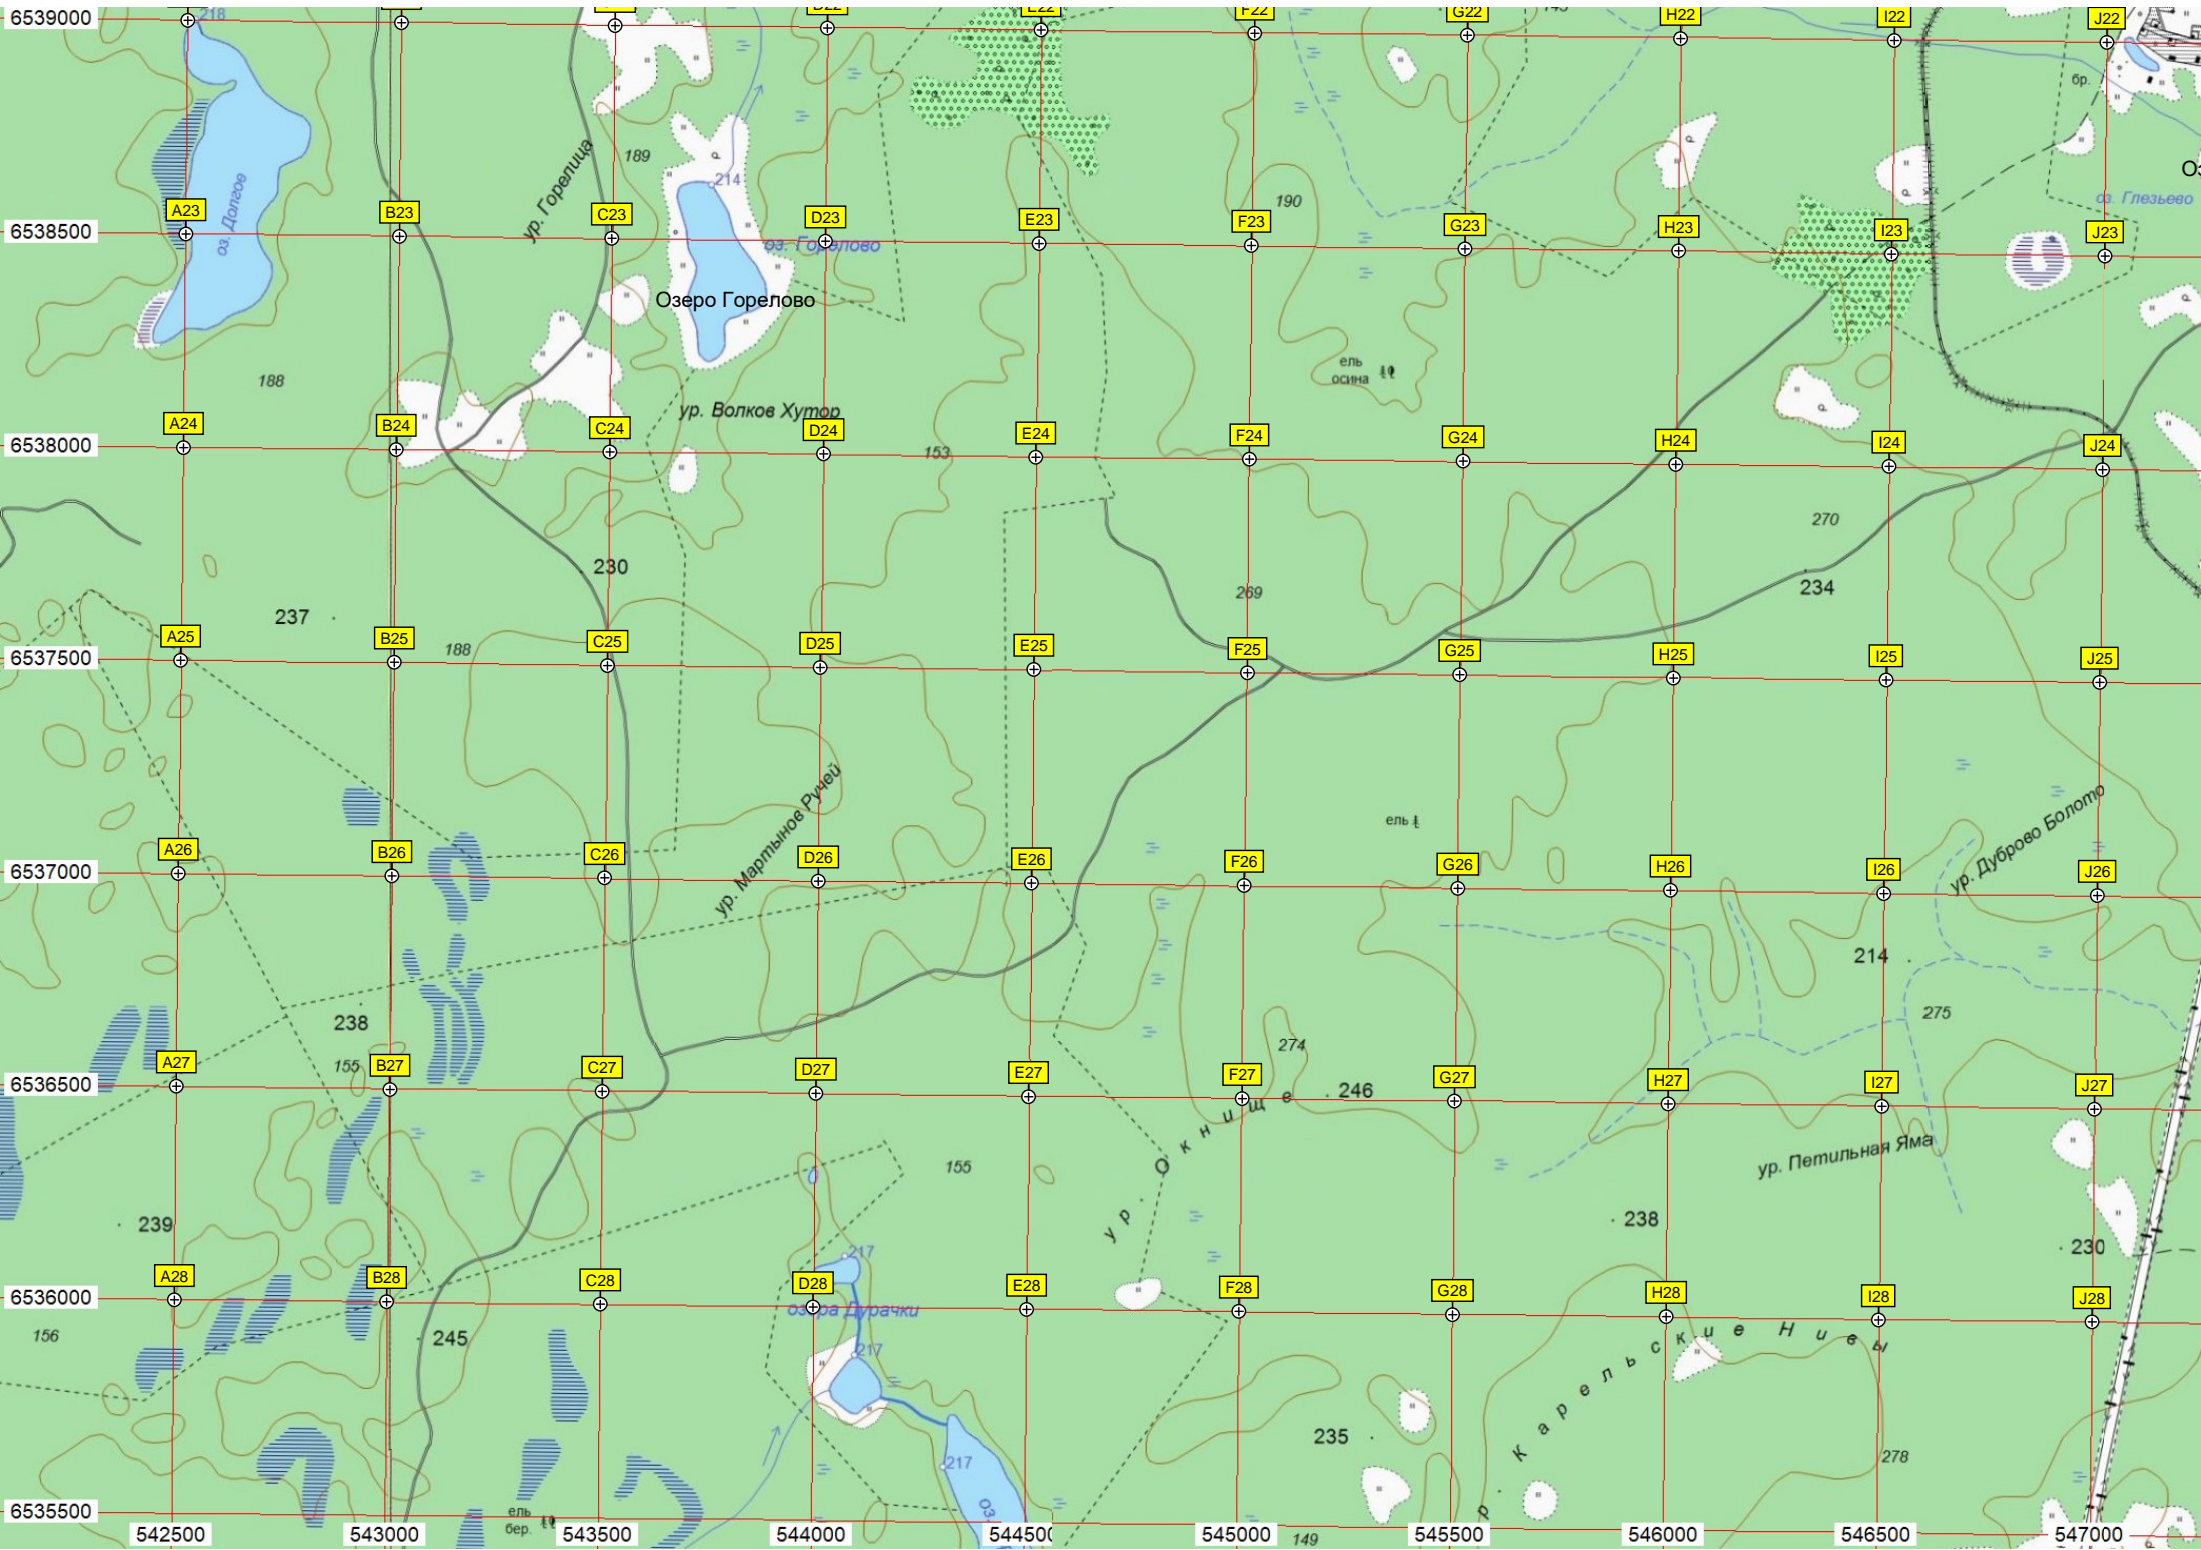 6539000
218
E22
F22
G22
H22
I22
J22
бр.
ур. Горелица
189
214
190
оз. Глезьево
Оз
оз. Долгое
6538500
A23
B23
C23
D23
E23
F23
G23
H23
I23
J23
оз. Горелово
Озеро Горелово
188
ель
осина
ур. Волков Хутор
6538000
A24
B24
C24
D24
E24
F24
G24
H24
I24
J24
153
270
230
234
237
269
6537500
A25
B25
C25
D25
E25
F25
G25
H25
I25
J25
188
ур. Мартынов Ручей
ель
ур. Дуброво Болото
6537000
A26
B26
C26
D26
E26
F26
G26
H26
I26
J26
214
238
275
155
274
6536500
A27
B27
C27
D27
E27
F27
G27
H27
I27
J27
246
ур. Окнище
ур. Петильная Яма
155
239
238
230
217
6536000
A28
B28
C28
D28
E28
F28
G28
H28
I28
J28
озера Дурачки
156
245
217
р. Карельские Нивы
235
278
217
оз.
6535500
ель
бер.
149
542500
543000
543500
544000
544500
545000
545500
546000
546500
547000